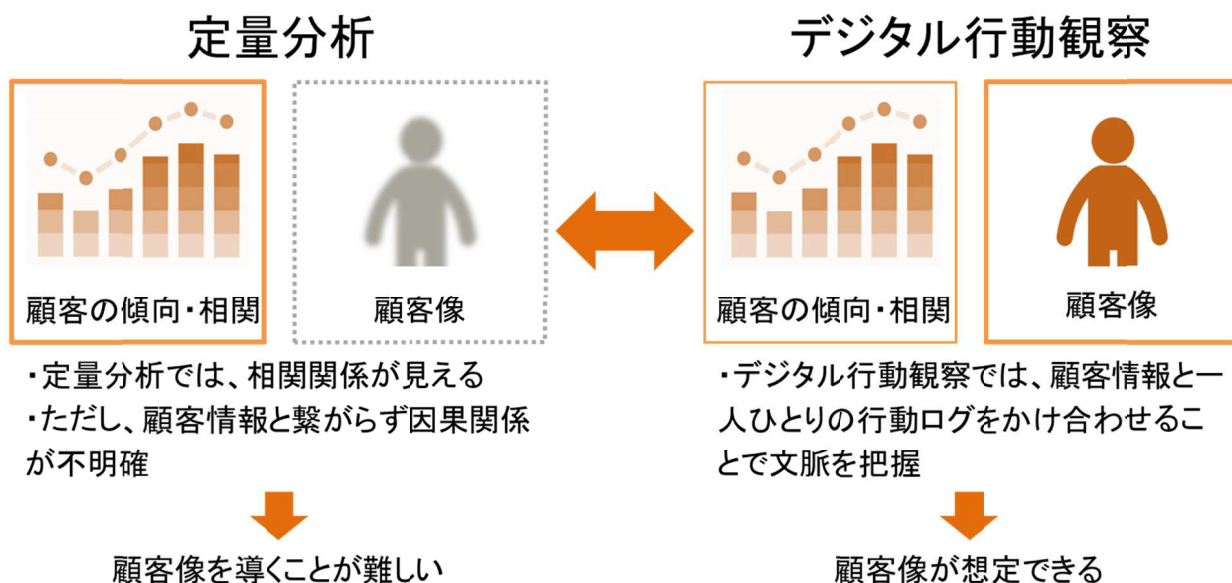 定量分析
顧客の傾向・相関
顧客像
・定量分析では、相関関係が見える
・ただし、顧客情報と繋がらず因果関係
が不明確
顧客像を導くことが難しい
デジタル行動観察
顧客の傾向・相関
顧客像
・デジタル行動観察では、顧客情報と一
人ひとりの行動ログをかけ合わせるこ
とで文脈を把握
顧客像が想定できる